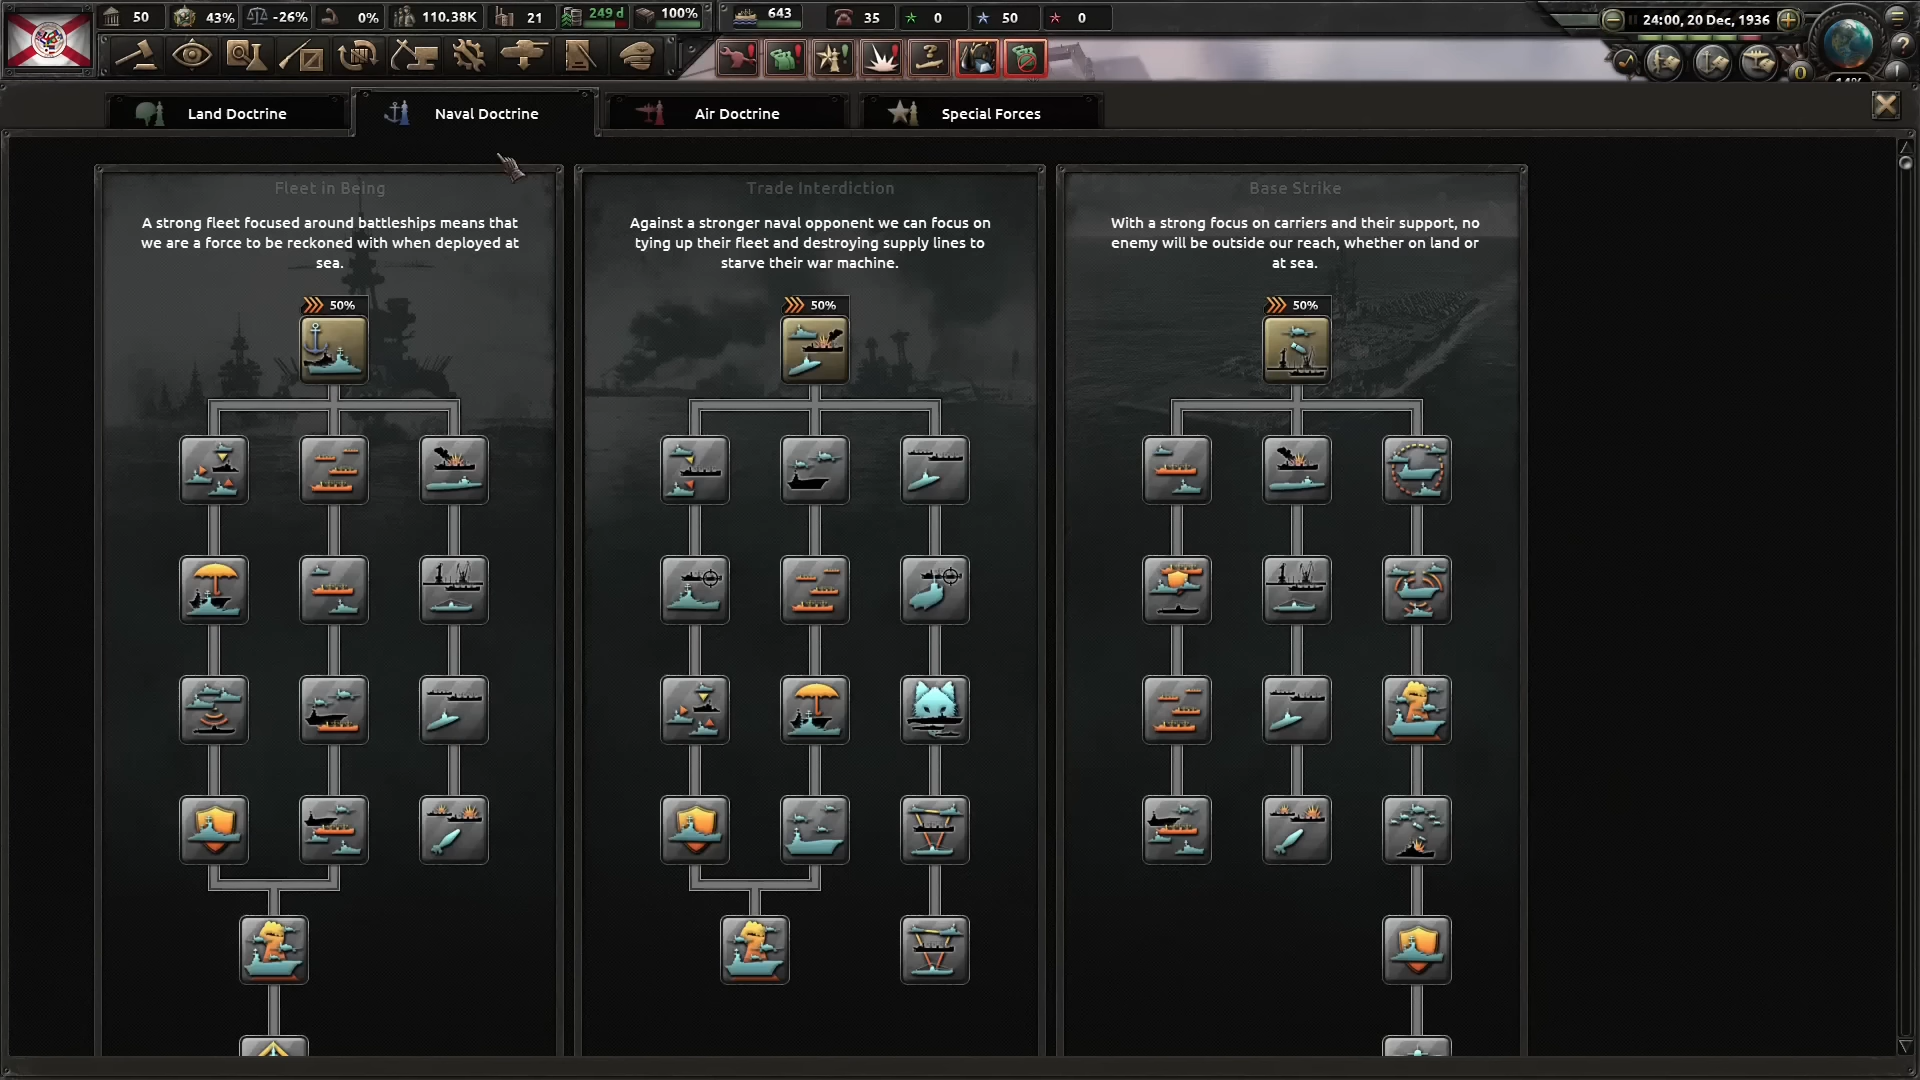 50 43% -26% 0% 110.38K 21 249 d 100% 643 35 0 50 0 24:00, 20 Dec, 1936
0
Land Doctrine Naval Doctrine Air Doctrine Special Forces
Fleet in Being
A strong fleet focused around battleships means that
we are a force to be reckoned with when deployed at
sea.
50%
Trade Interdiction
Against a stronger naval opponent we can focus on
tying up their fleet and destroying supply lines to
starve their war machine.
50%
Base Strike
With a strong focus on carriers and their support, no
enemy will be outside our reach, whether on land or
at sea.
50%